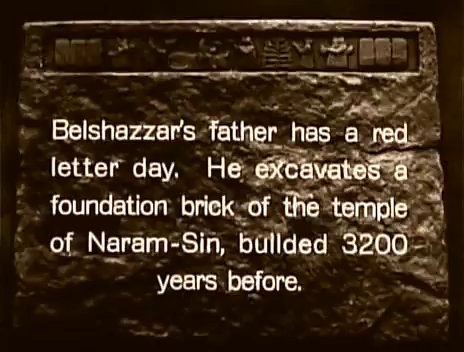 Belshazzar's father has a red
letter day. He excavates a
foundation brick of the temple
of Naram-Sin, builded 3200
years before.